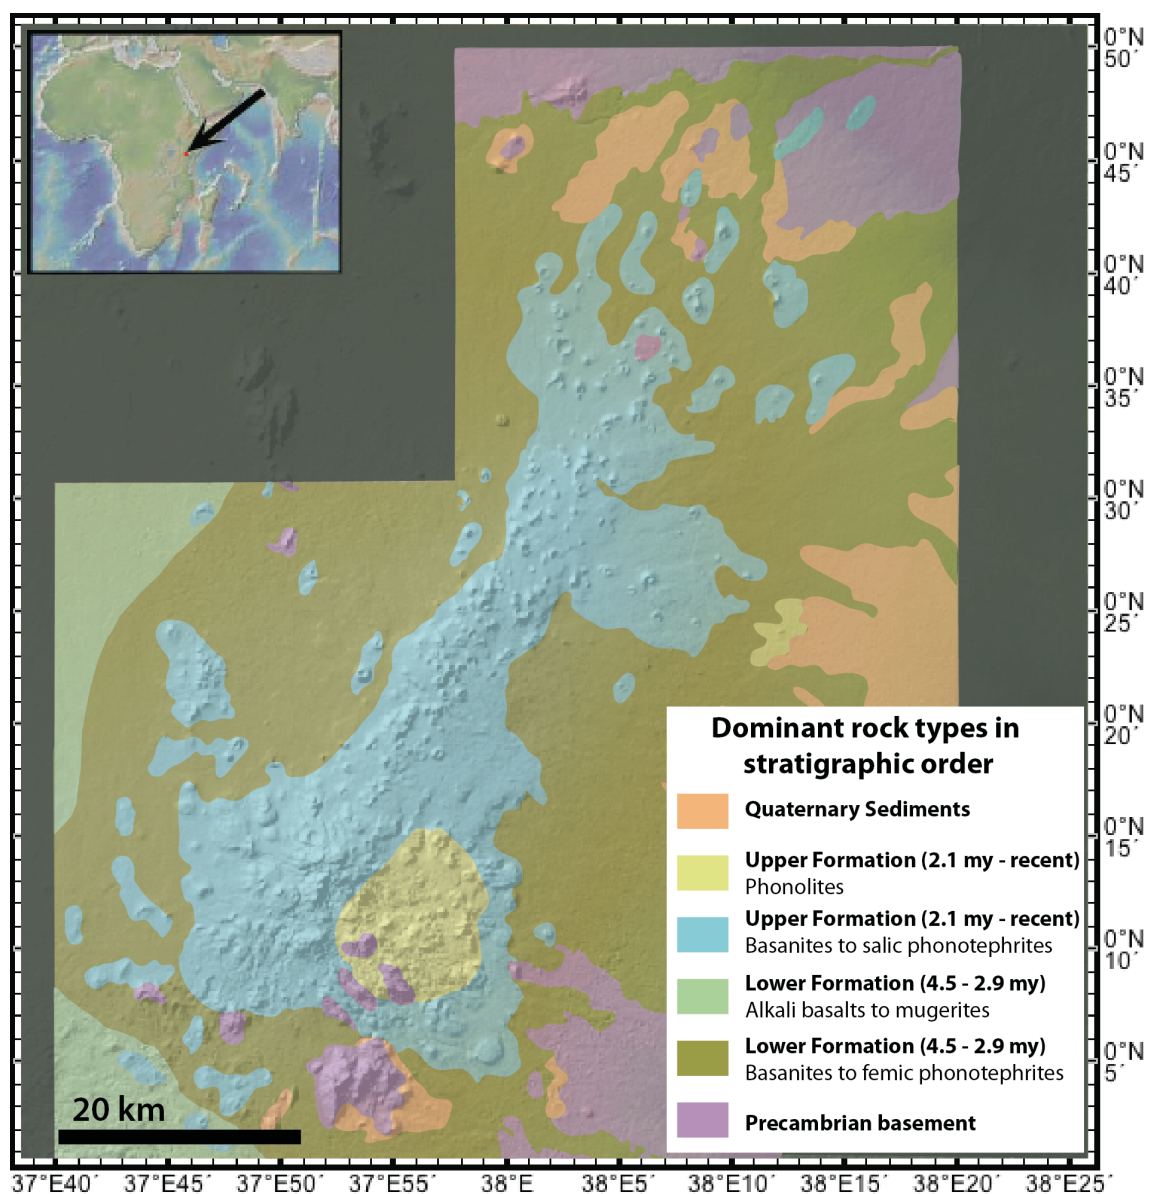 0°N
50´
0°N
45´
0°N
40´
0°N
35´
0°N
30´
0°N
25´
0°N
20´
0°N
15´
0°N
10´
0°N
5´
Dominant rock types in
stratigraphic order
Quaternary Sediments
Upper Formation (2.1 my - recent)
Phonolites
Upper Formation (2.1 my - recent)
Basanites to salic phonotephrites
Lower Formation (4.5 - 2.9 my)
Alkali basalts to mugerites
Lower Formation (4.5 - 2.9 my)
Basanites to femic phonotephrites
Precambrian basement
20 km
37°E40´ 37°E45´ 37°E50´ 37°E55´ 38°E 38°E5´ 38°E10´ 38°E15´ 38°E20´ 38°E25´